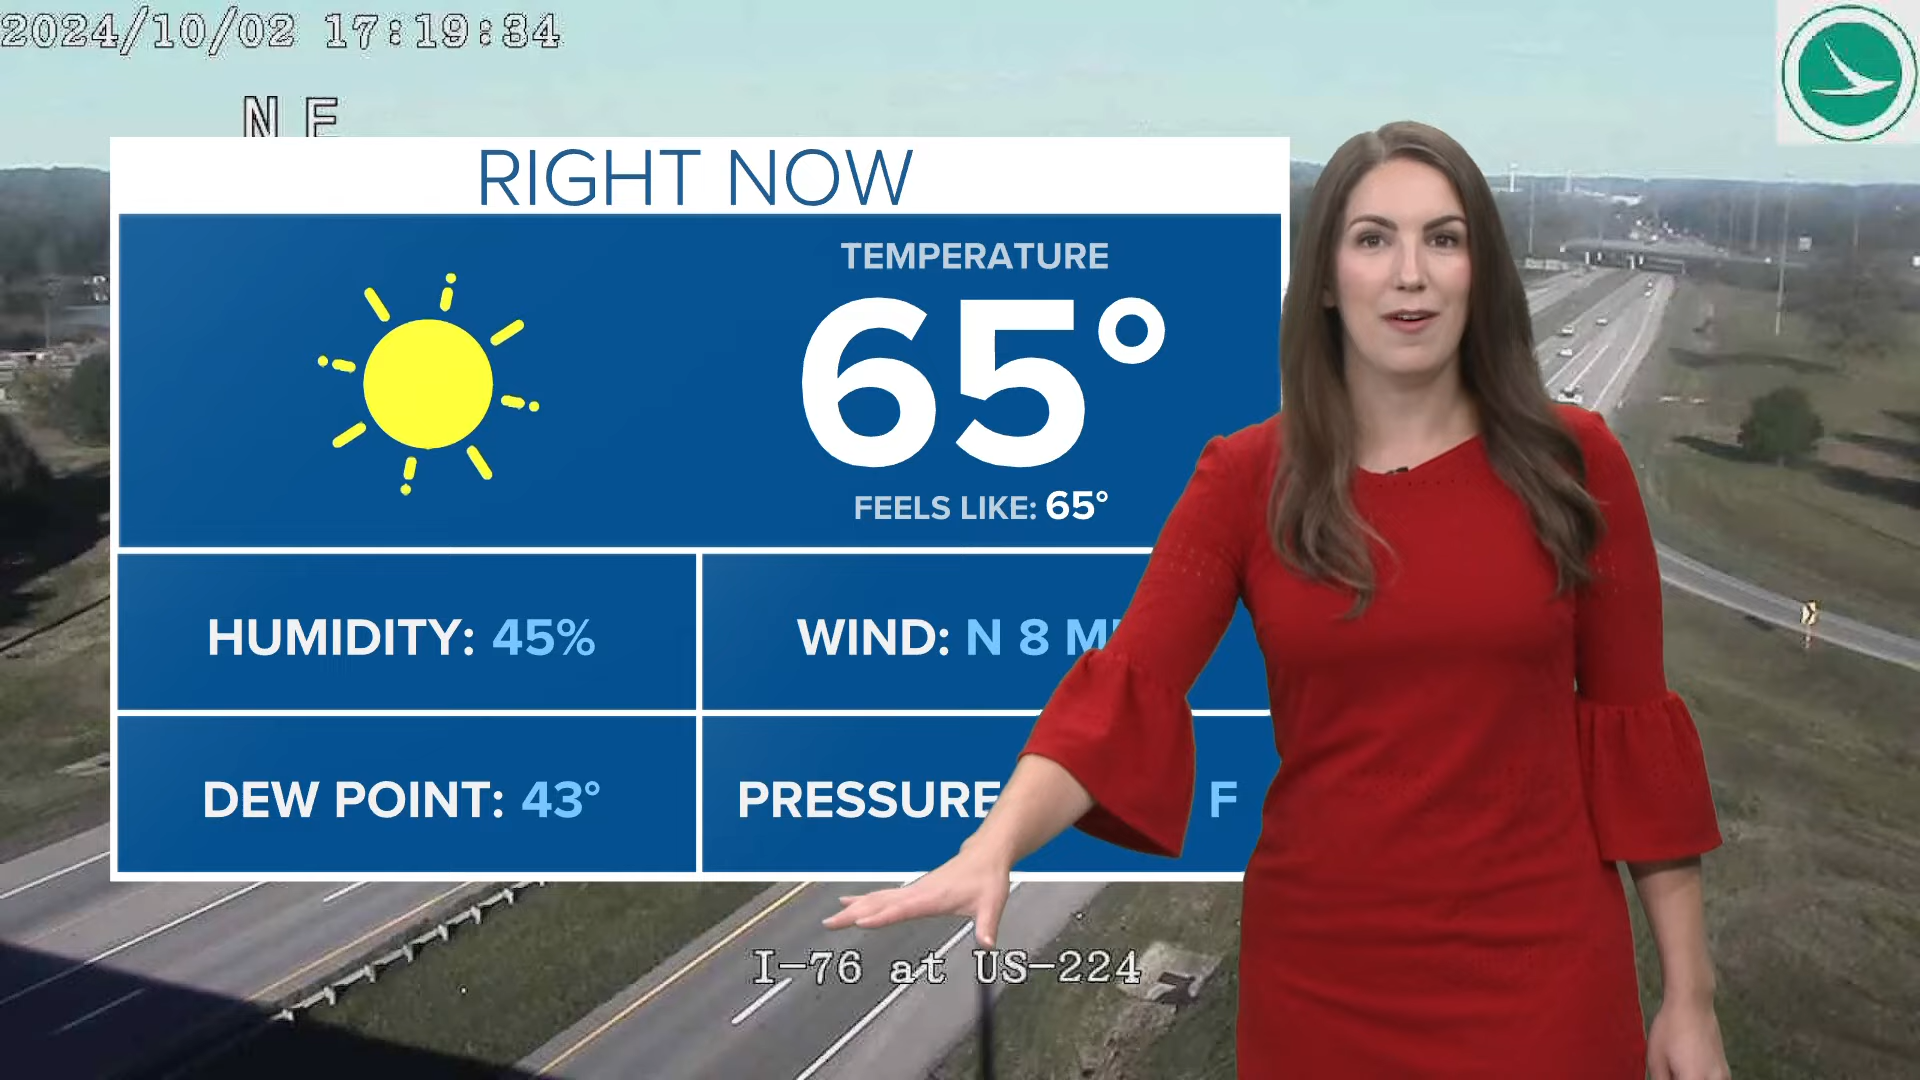 2024/10/02 17:19:34
N E
RIGHT NOW
TEMPERATURE
65°
FEELS LIKE: 65°
HUMIDITY: 45%
WIND: N 8
DEW POINT: 43°
PRESSURE F
I-76 at US-224